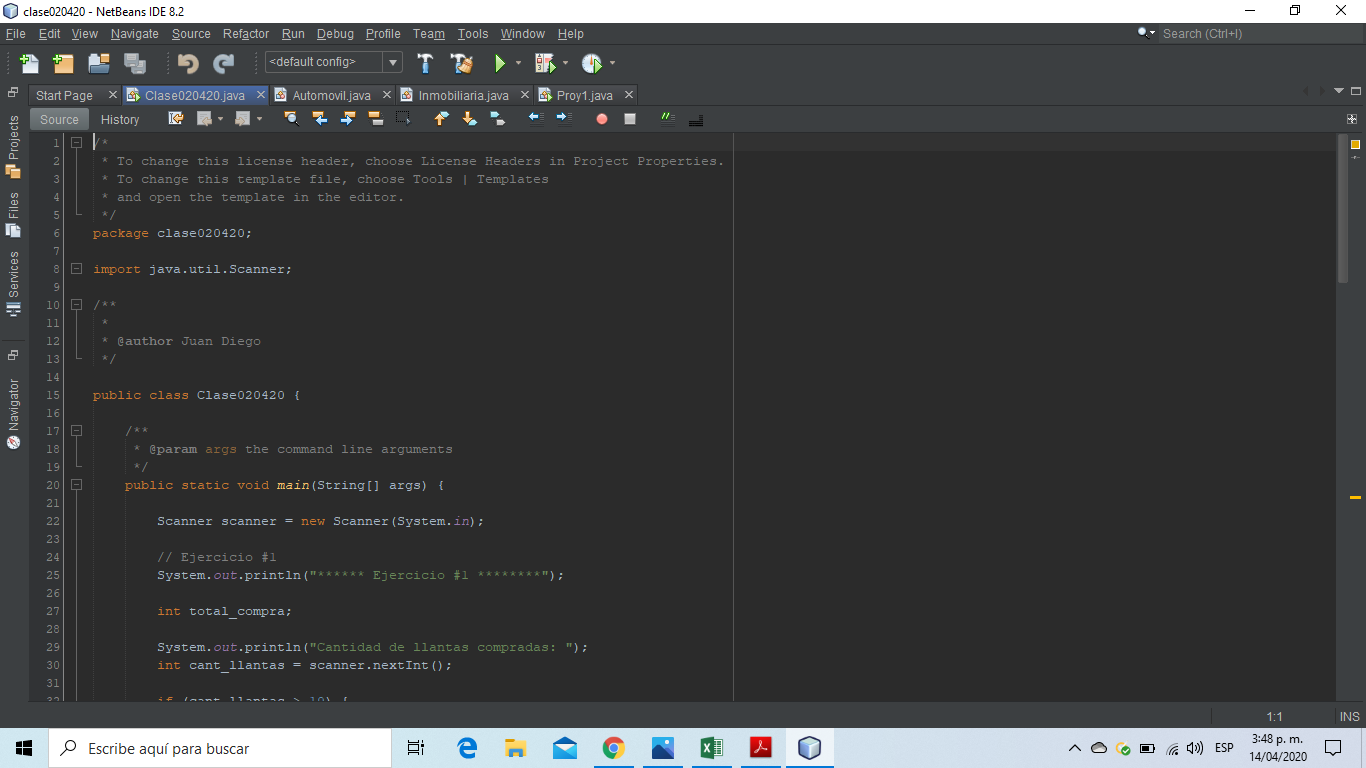 clase020420 - NetBeans IDE 8.2
File Edit View Navigate Source Refactor Run Debug Profile Team Tools Window Help
Search (Ctrl+I)
<default config>
Start Page Clase020420.java Automovil.java Inmobiliaria.java Proy1.java
Source History
Projects
Files
Services
Navigator
1 /*
2 * To change this license header, choose License Headers in Project Properties.
3 * To change this template file, choose Tools | Templates
4 * and open the template in the editor.
5 */
6 package clase020420;
7
8 import java.util.Scanner;
9
10 /**
11 *
12 * @author Juan Diego
13 */
14
15 public class Clase020420 {
16
17 /**
18 * @param args the command line arguments
19 */
20 public static void main(String[] args) {
21
22 Scanner scanner = new Scanner(System.in);
23
24 // Ejercicio #1
25 System.out.println("****** Ejercicio #1 ********");
26
27 int total_compra;
28
29 System.out.println("Cantidad de llantas compradas: ");
30 int cant_llantas = scanner.nextInt();
31
32 if (cant_llantas > 10) {
1:1 INS
Escribe aquí para buscar
ESP
3:48 p. m.
14/04/2020